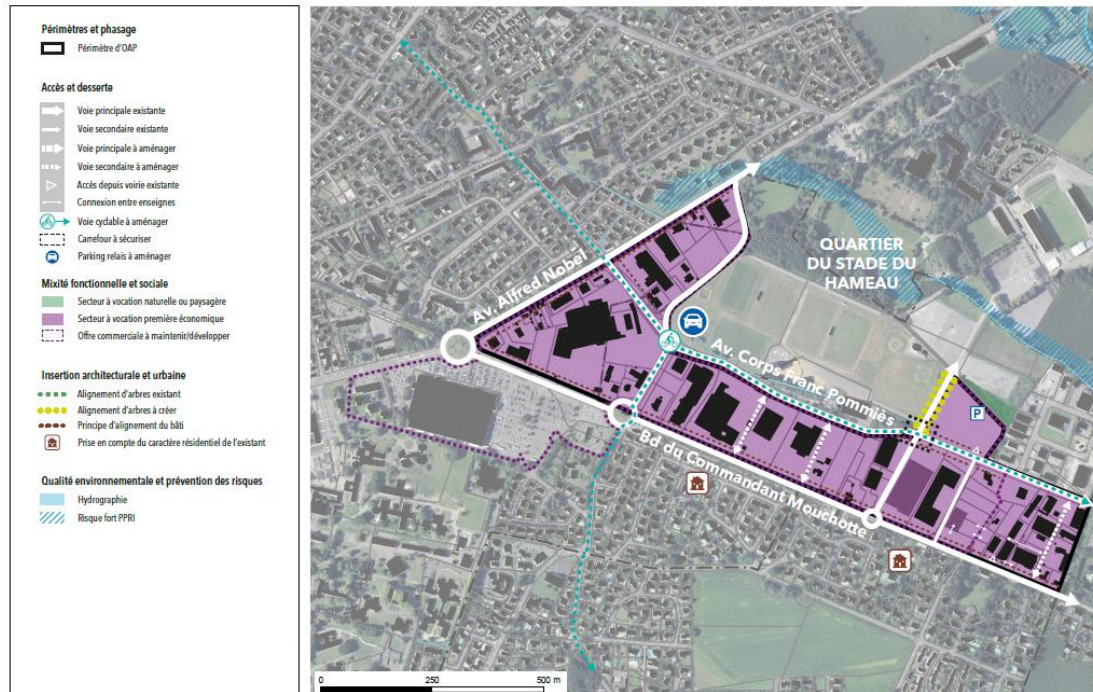 Périmètres et phasage
Périmètre d'OAP
Accès et desserte
Voie principale existante
Voie secondaire existante
Voie principale à aménager
Voie secondaire à aménager
Accès depuis voirie existante
Connexion entre enseignes
Voie cyclable à aménager
Carrefour à sécuriser
Parking relais à aménager
Mixité fonctionnelle et sociale
Secteur à vocation naturelle ou paysagère
Secteur à vocation première économique
Offre commerciale à maintenir/développer
Insertion architecturale et urbaine
Alignement d'arbres existant
Alignement d'arbres à créer
Principe d'alignement du bâti
Prise en compte du caractère résidentiel de l'existant
Qualité environnementale et prévention des risques
Hydrographie
Risque fort PPRI
Av. Alfred Nobel
QUARTIER
DU STADE DU
HAMEAU
Av. Corps Franc Pommiès
P
Bd du Commandant Mouchotte
0 250 500 m